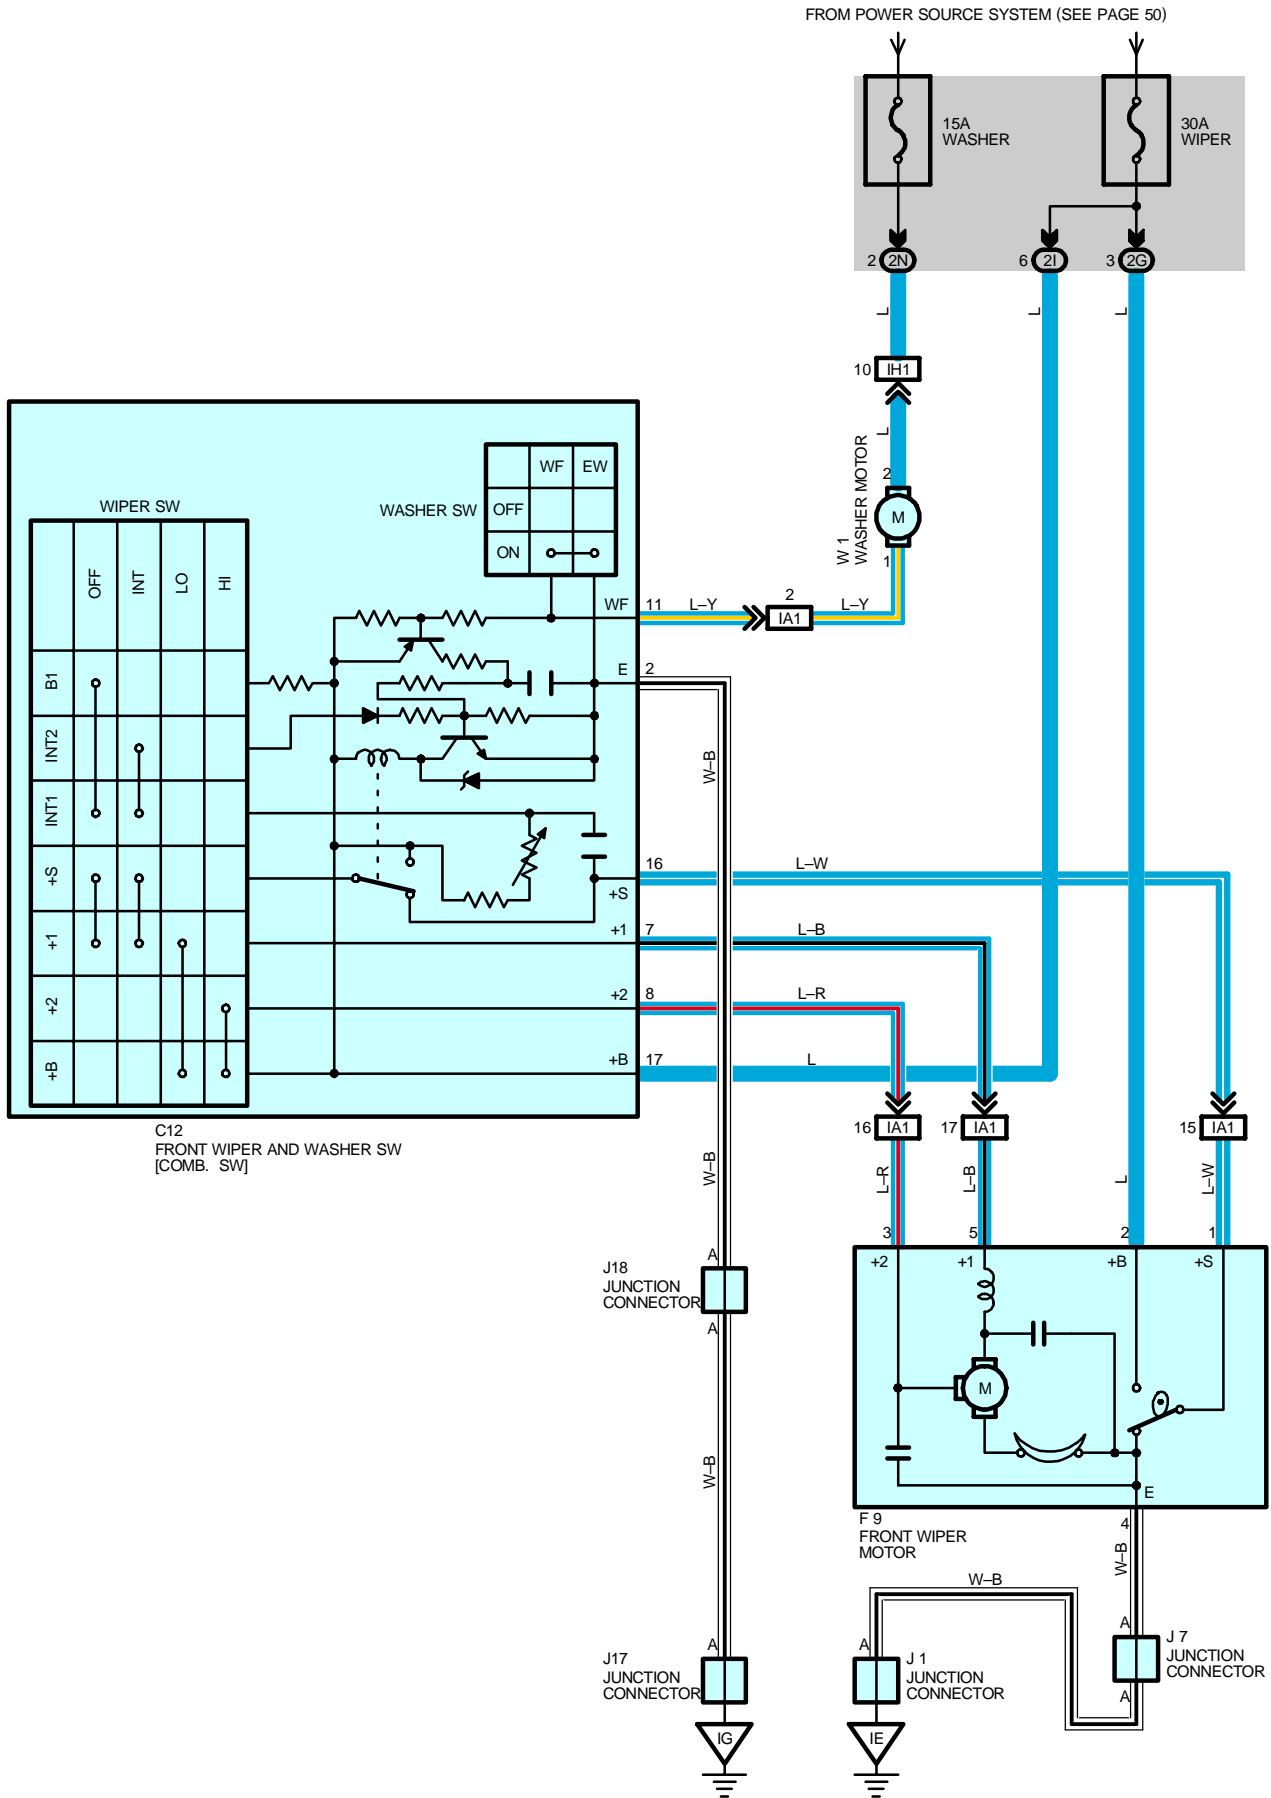 FROM POWER SOURCE SYSTEM (SEE PAGE 50)
15A
WASHER
30A
WIPER
2 2N
6 2I
3 2G
L
L
L
10 IH1
L
2
M
W 1
WASHER MOTOR
1
WF EW
OFF
ON
WASHER SW
WIPER SW
OFF INT LO HI
B1
INT2
INT1
+S
+1
+2
+B
WF 11 L–Y
2
IA1
L–Y
E 2
W–B
16 L–W
+S
+1 7 L–B
+2 8 L–R
+B 17 L
C12
FRONT WIPER AND WASHER SW
[COMB. SW]
16 IA1
17 IA1
15 IA1
W–B
L–R
L–B
L
L–W
3
5
2
1
+2
+1
+B
+S
M
E
F 9
FRONT WIPER
MOTOR
4
W–B
A
J18
JUNCTION
CONNECTOR
A
W–B
W–B
A
J 7
JUNCTION
CONNECTOR
A
A
J17
JUNCTION
CONNECTOR
A
J 1
JUNCTION
CONNECTOR
IG
IE